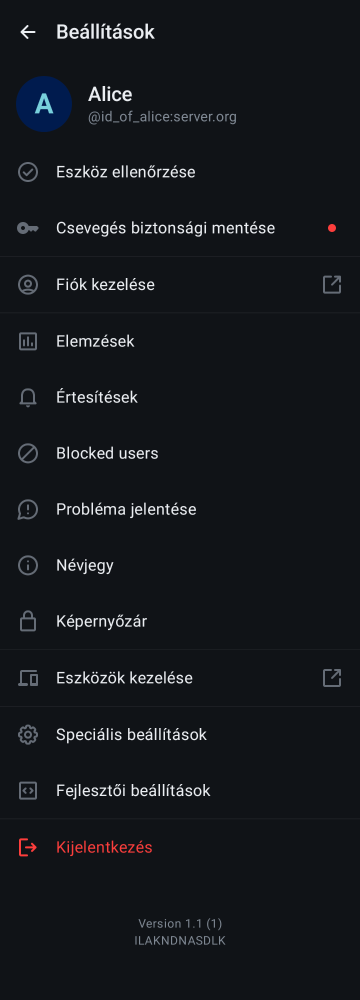 Beállítások
A
Alice
@id_of_alice:server.org
Eszköz ellenőrzése
Csevegés biztonsági mentése
Fiók kezelése
Elemzések
Értesítések
Blocked users
Probléma jelentése
Névjegy
Képernyőzár
Eszközök kezelése
Speciális beállítások
Fejlesztői beállítások
Kijelentkezés
Version 1.1 (1)
ILAKNDNASDLK